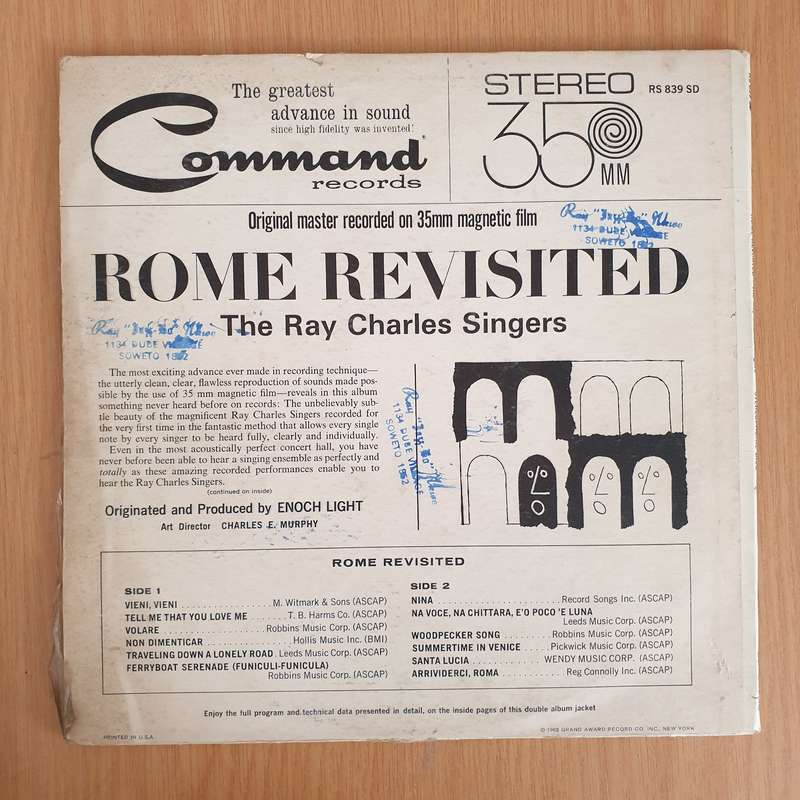 The greatest
advance in sound
since high fidelity was invented!
Command
records
STEREO
RS 839 SD
35
MM
Original master recorded on 35mm magnetic film
1134 DUBE VILLAGE
SOWETO 1852
ROME REVISITED
The Ray Charles Singers
1134 DUBE VILLAGE
SOWETO
The most exciting advance ever made in recording technique—
the utterly clean, clear, flawless reproduction of sounds made pos-
sible by the use of 35 mm magnetic film—reveals in this album
something never heard before on records: The unbelievably sub-
tle beauty of the magnificent Ray Charles Singers recorded for
the very first time in the fantastic method that allows every single
note by every singer to be heard fully, clearly and individually.
Even in the most acoustically perfect concert hall, you have
never before been able to hear a singing ensemble as perfectly and
totally as these amazing recorded performances enable you to
hear the Ray Charles Singers.
(continued on inside)
1134 DUBE VILLAGE
SOWETO
Originated and Produced by ENOCH LIGHT
Art Director CHARLES E. MURPHY
ROME REVISITED
SIDE 1
VIENI, VIENI . . . . . . . . . . M. Witmark & Sons (ASCAP)
TELL ME THAT YOU LOVE ME . . . . . . T. B. Harms Co. (ASCAP)
VOLARE . . . . . . . . . . Robbins Music Corp. (ASCAP)
NON DIMENTICAR . . . . . . . . . . Hollis Music Inc. (BMI)
TRAVELING DOWN A LONELY ROAD . Leeds Music Corp. (ASCAP)
FERRYBOAT SERENADE (FUNICULI-FUNICULA)
Robbins Music Corp. (ASCAP)
SIDE 2
NINA . . . . . . . . . . Record Songs Inc. (ASCAP)
NA VOCE, NA CHITTARA, E'O POCO 'E LUNA
Leeds Music Corp. (ASCAP)
WOODPECKER SONG . . . . . . Robbins Music Corp. (ASCAP)
SUMMERTIME IN VENICE . . . . . Pickwick Music Corp. (ASCAP)
SANTA LUCIA . . . . . . . . . . WENDY MUSIC CORP. (ASCAP)
ARRIVIDERCI, ROMA . . . . . . . . . . Reg Connolly Inc. (ASCAP)
Enjoy the full program and technical data presented in detail, on the inside pages of this double album jacket
PRINTED IN U.S.A.
© 1962 GRAND AWARD RECORD CO. INC., NEW YORK